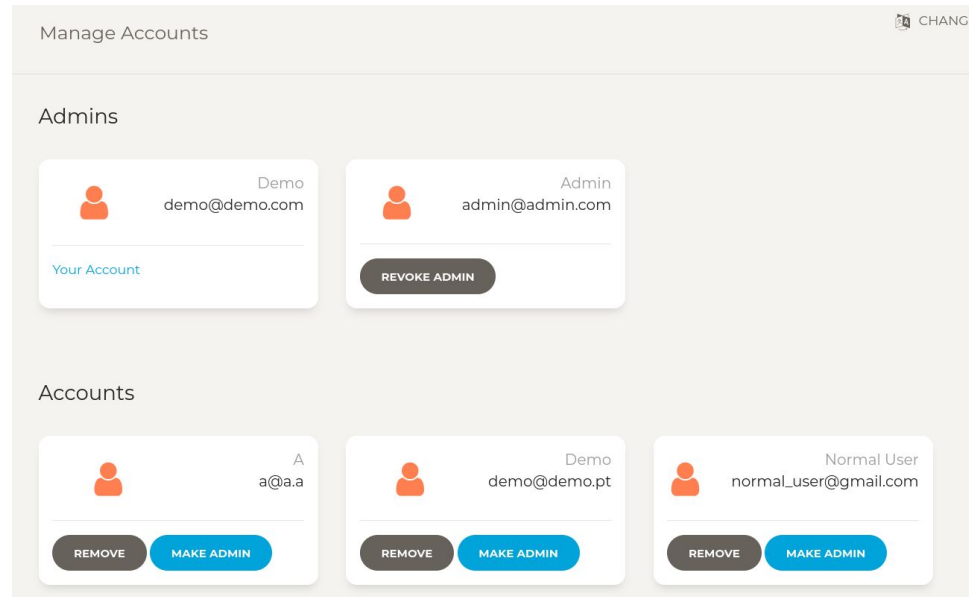 Manage Accounts
CHANG
Admins
Demo
demo@demo.com
Your Account
Admin
admin@admin.com
REVOKE ADMIN
Accounts
A
a@a.a
REMOVE MAKE ADMIN
Demo
demo@demo.pt
REMOVE MAKE ADMIN
Normal User
normal_user@gmail.com
REMOVE MAKE ADMIN